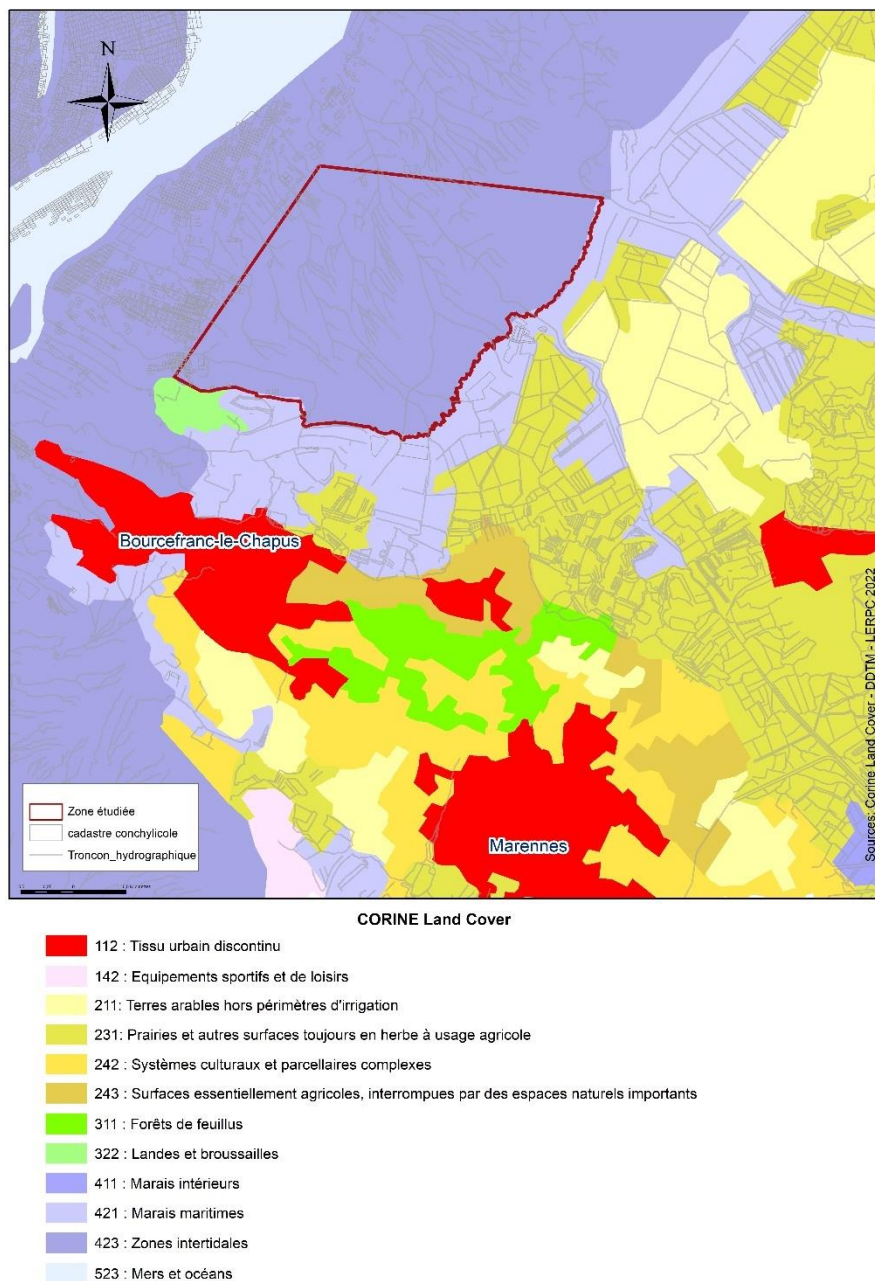 N
Bourcefranc-le-Chapus
Marennes
Zone étudiée
cadastre conchylicole
Troncon_hydrographique
Sources: Corine Land Cover - DDTM - LERPC 2022
CORINE Land Cover
112 : Tissu urbain discontinu
142 : Equipements sportifs et de loisirs
211: Terres arables hors périmètres d'irrigation
231: Prairies et autres surfaces toujours en herbe à usage agricole
242 : Systèmes culturaux et parcellaires complexes
243 : Surfaces essentiellement agricoles, interrompues par des espaces naturels importants
311 : Forêts de feuillus
322 : Landes et broussailles
411 : Marais intérieurs
421 : Marais maritimes
423 : Zones intertidales
523 : Mers et océans